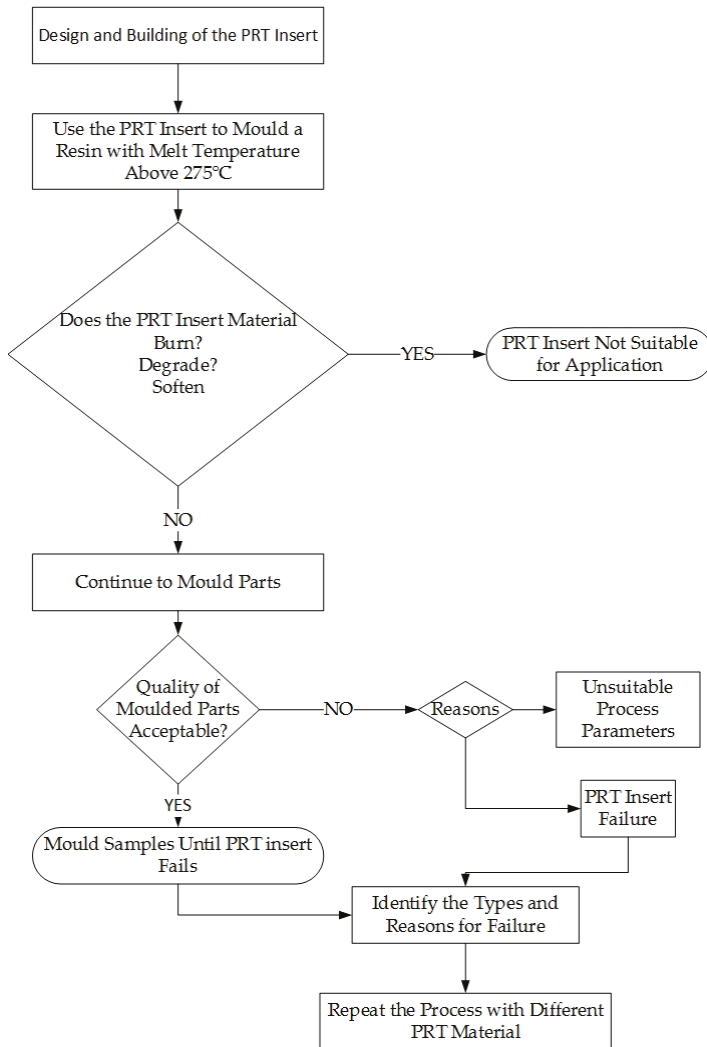 Design and Building of the PRT Insert
Use the PRT Insert to Mould a
Resin with Melt Temperature
Above 275°C
Does the PRT Insert Material
Burn?
Degrade?
Soften
YES
PRT Insert Not Suitable
for Application
NO
Continue to Mould Parts
Quality of
Moulded Parts
Acceptable?
NO
Reasons
Unsuitable
Process
Parameters
YES
PRT Insert
Failure
Mould Samples Until PRT insert
Fails
Identify the Types and
Reasons for Failure
Repeat the Process with Different
PRT Material